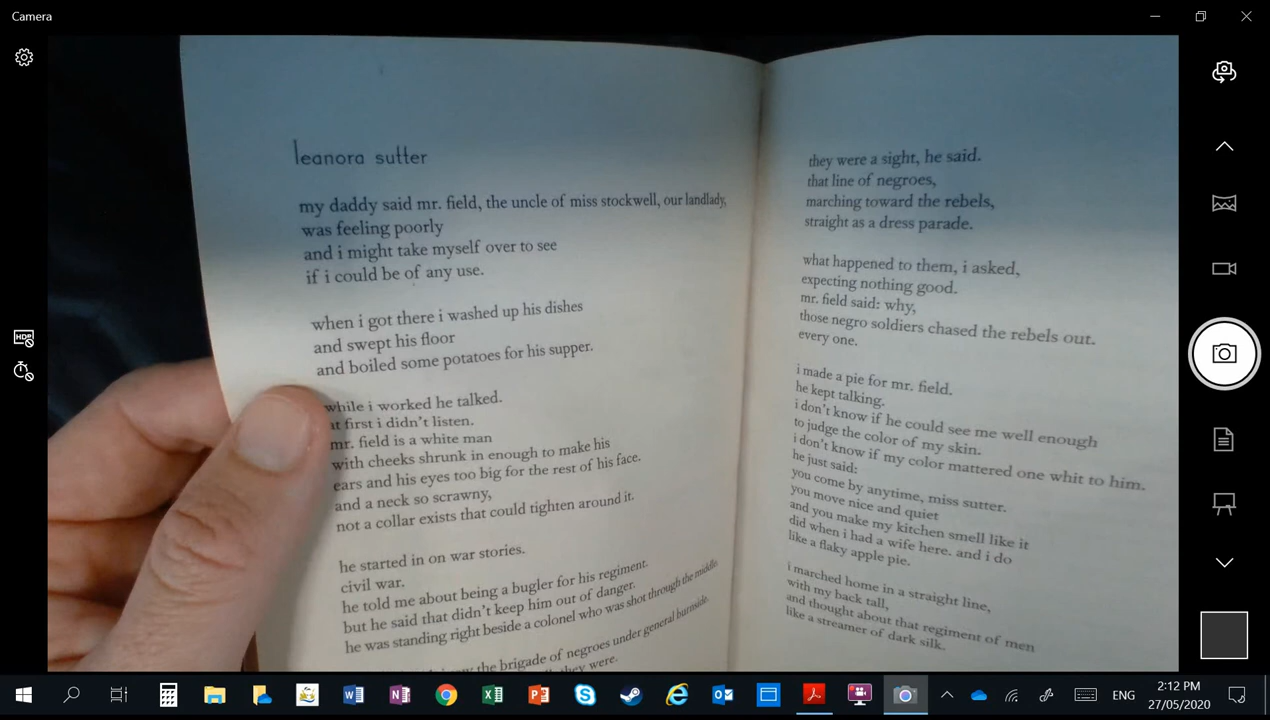 Camera
leanora sutter
my daddy said mr. field, the uncle of miss stockwell, our landlady,
was feeling poorly
and i might take myself over to see
if i could be of any use.
when i got there i washed up his dishes
and swept his floor
and boiled some potatoes for his supper.
while i worked he talked.
at first i didn't listen.
mr. field is a white man
with cheeks shrunk in enough to make his
ears and his eyes too big for the rest of his face.
and a neck so scrawny,
not a collar exists that could tighten around it.
he started in on war stories.
civil war.
he told me about being a bugler for his regiment.
but he said that didn't keep him out of danger.
he was standing right beside a colonel who was shot through the middle.
the brigade of negroes under general burnside.
they were.
they were a sight, he said.
that line of negroes,
marching toward the rebels,
straight as a dress parade.
what happened to them, i asked,
expecting nothing good.
mr. field said: why,
those negro soldiers chased the rebels out.
every one.
i made a pie for mr. field.
he kept talking.
i don't know if he could see me well enough
to judge the color of my skin.
i don't know if my color mattered one whit to him.
he just said:
you come by anytime, miss sutter.
you move nice and quiet
and you make my kitchen smell like it
did when i had a wife here. and i do
like a flaky apple pie.
i marched home in a straight line,
with my back tall,
and thought about that regiment of men
like a streamer of dark silk.
HDR
ENG
2:12 PM
27/05/2020